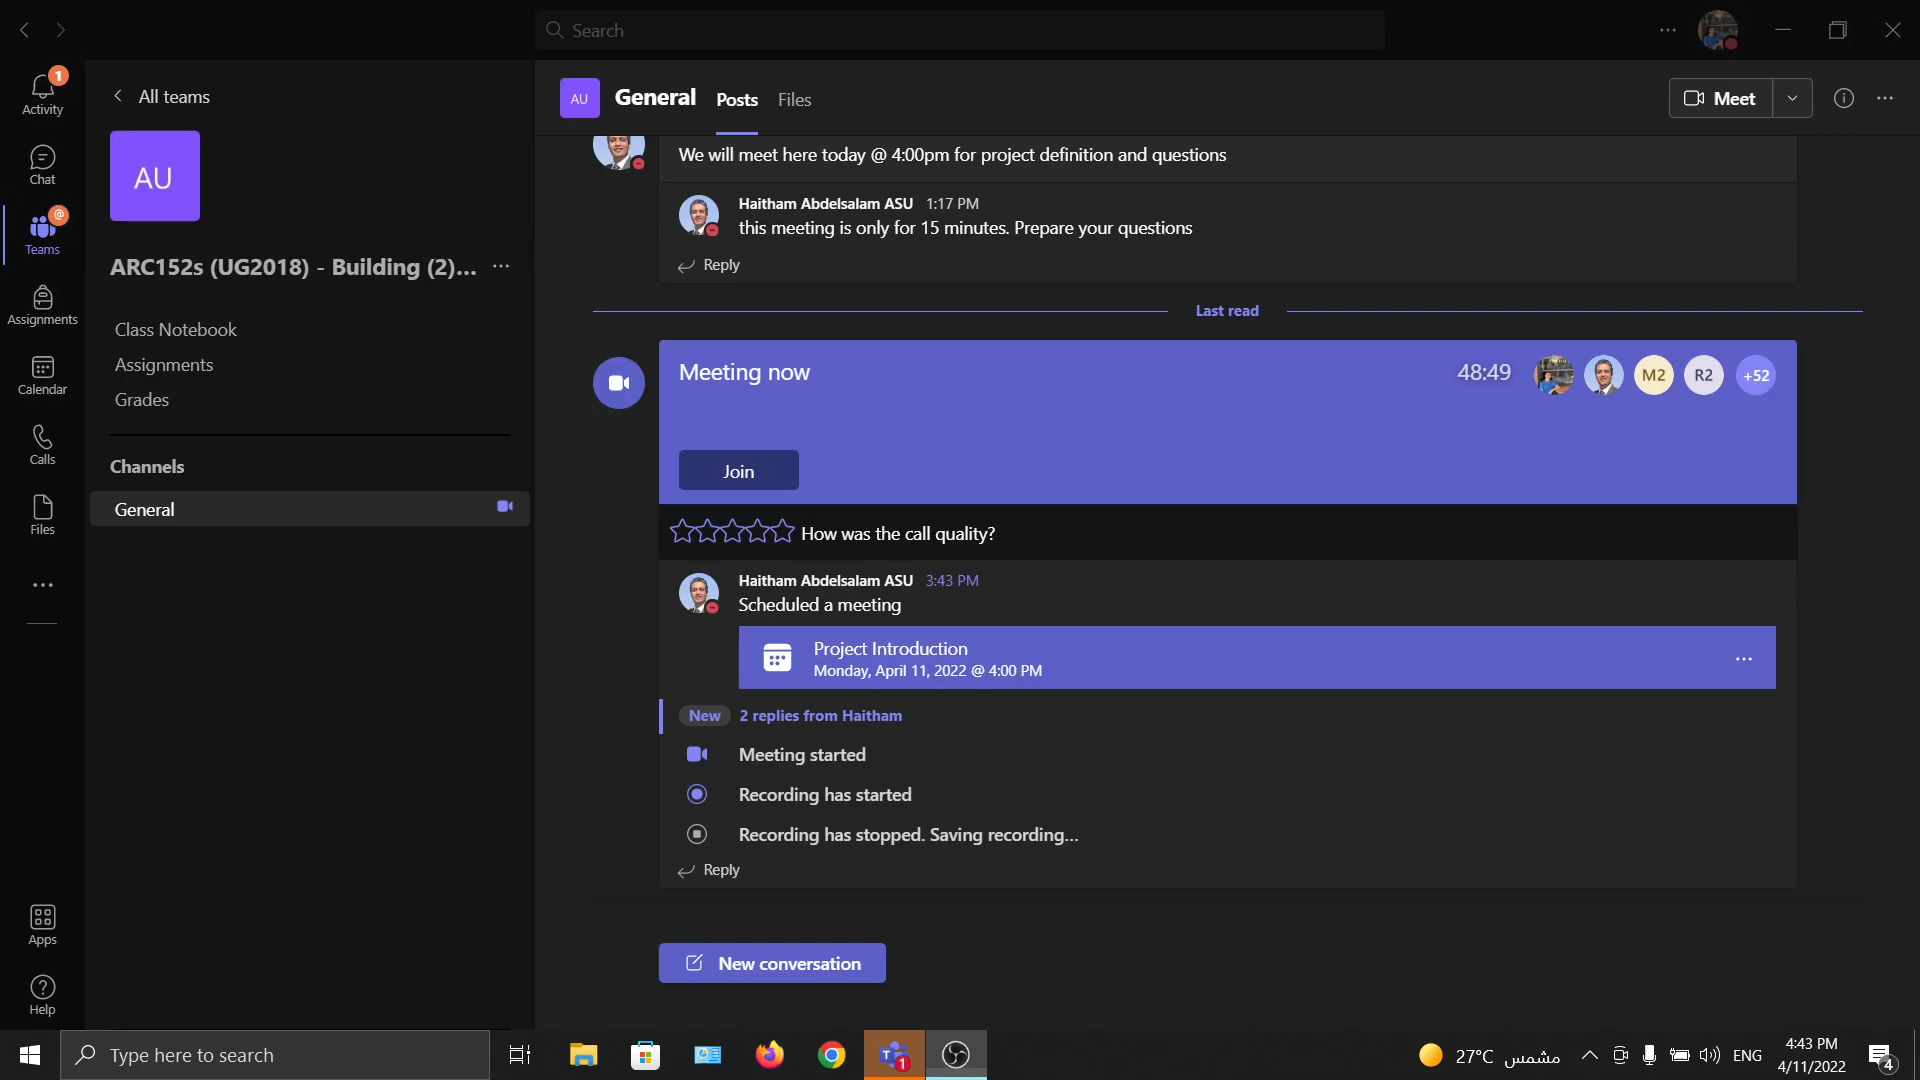 Search
1
Activity
Chat
@
Teams
Assignments
Calendar
Calls
Files
Apps
Help
All teams
AU
ARC152s (UG2018) - Building (2)...
Class Notebook
Assignments
Grades
Channels
General
AU
General
Posts
Files
Meet
We will meet here today @ 4:00pm for project definition and questions
Haitham Abdelsalam ASU 1:17 PM
this meeting is only for 15 minutes. Prepare your questions
Reply
Last read
Meeting now
48:49
M2
R2
+52
Join
How was the call quality?
Haitham Abdelsalam ASU 3:43 PM
Scheduled a meeting
Project Introduction
Monday, April 11, 2022 @ 4:00 PM
New 2 replies from Haitham
Meeting started
Recording has started
Recording has stopped. Saving recording...
Reply
New conversation
Type here to search
T
1
27°C مشمس
ENG
4:43 PM
4/11/2022
4